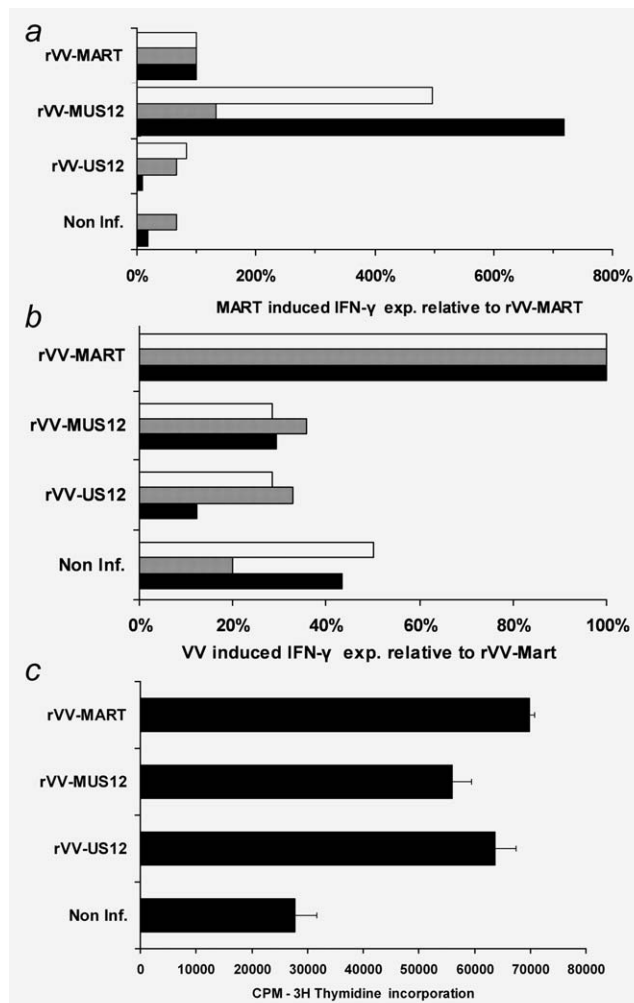 a
rVV-MART
rVV-MUS12
rVV-US12
Non Inf.
0% 200% 400% 600% 800%
MART induced IFN-γ exp. relative to rVV-MART
b
rVV-MART
rVV-MUS12
rVV-US12
Non Inf.
0% 20% 40% 60% 80% 100%
VV induced IFN-γ exp. relative to rVV-Mart
c
rVV-MART
rVV-MUS12
rVV-US12
Non Inf.
0 10000 20000 30000 40000 50000 60000 70000 80000
CPM - 3H Thymidine incorporation